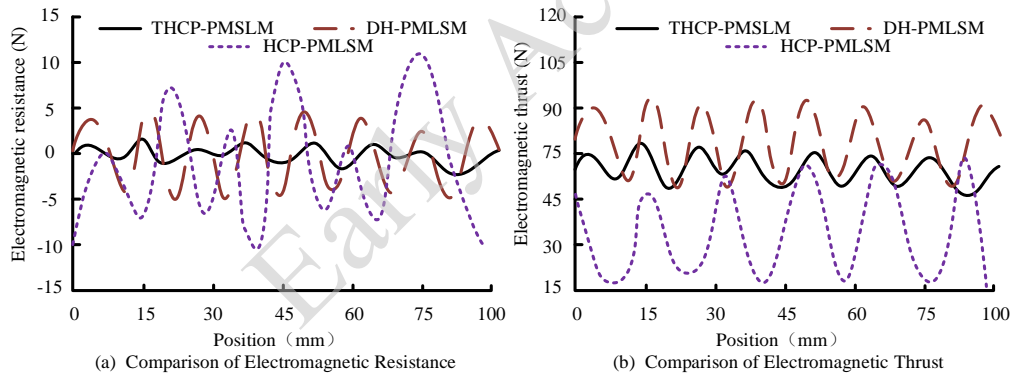 THCP-PMSLM DH-PMLSM
HCP-PMLSM
Electromagnetic resistance (N)
15
10
5
0
-5
-10
-15
0 15 30 45 60 75 100
Position（mm）
(a) Comparison of Electromagnetic Resistance
THCP-PMSLM DH-PMLSM
HCP-PMLSM
Electromagnetic thrust (N)
120
105
90
75
60
45
30
15
0 15 30 45 60 75 100
Position（mm）
(b) Comparison of Electromagnetic Thrust
Early Ac